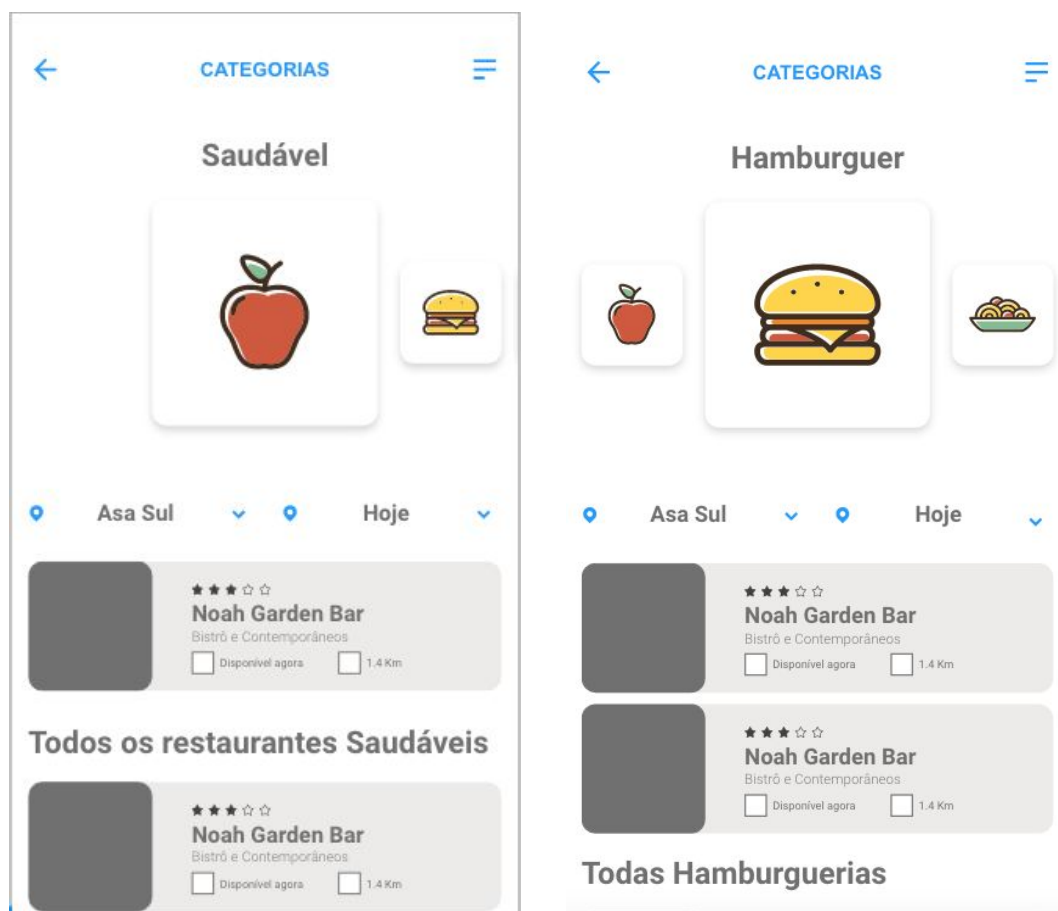 CATEGORIAS
Saudável
Asa Sul
Hoje
Noah Garden Bar
Bistrô e Contemporâneos
Disponível agora
1.4 Km
Todos os restaurantes Saudáveis
Noah Garden Bar
Bistrô e Contemporâneos
Disponível agora
1.4 Km
CATEGORIAS
Hamburguer
Asa Sul
Hoje
Noah Garden Bar
Bistrô e Contemporâneos
Disponível agora
1.4 Km
Noah Garden Bar
Bistrô e Contemporâneos
Disponível agora
1.4 Km
Todas Hamburguerias